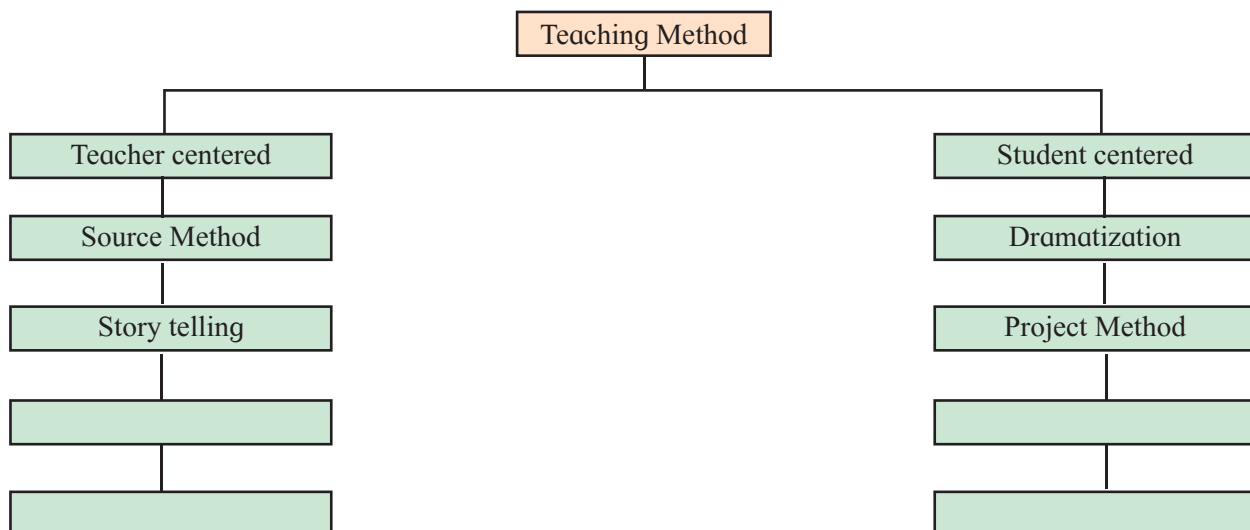 Teaching Method
Teacher centered
Student centered
Source Method
Dramatization
Story telling
Project Method